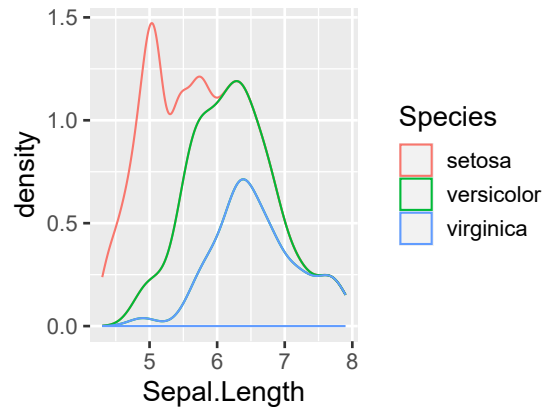 1.5
1.0
0.5
0.0
density
5 6 7 8
Sepal.Length
Species
setosa
versicolor
virginica